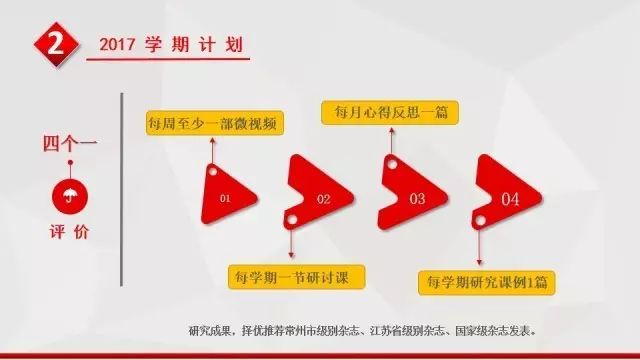 2
2017 学期计划
四个一
评价
每周至少一部微视频
每月心得反思一篇
01
02
03
04
每学期一节研讨课
每学期研究课例1篇
研究成果，择优推荐常州市级别杂志、江苏省级别杂志、国家级杂志发表。